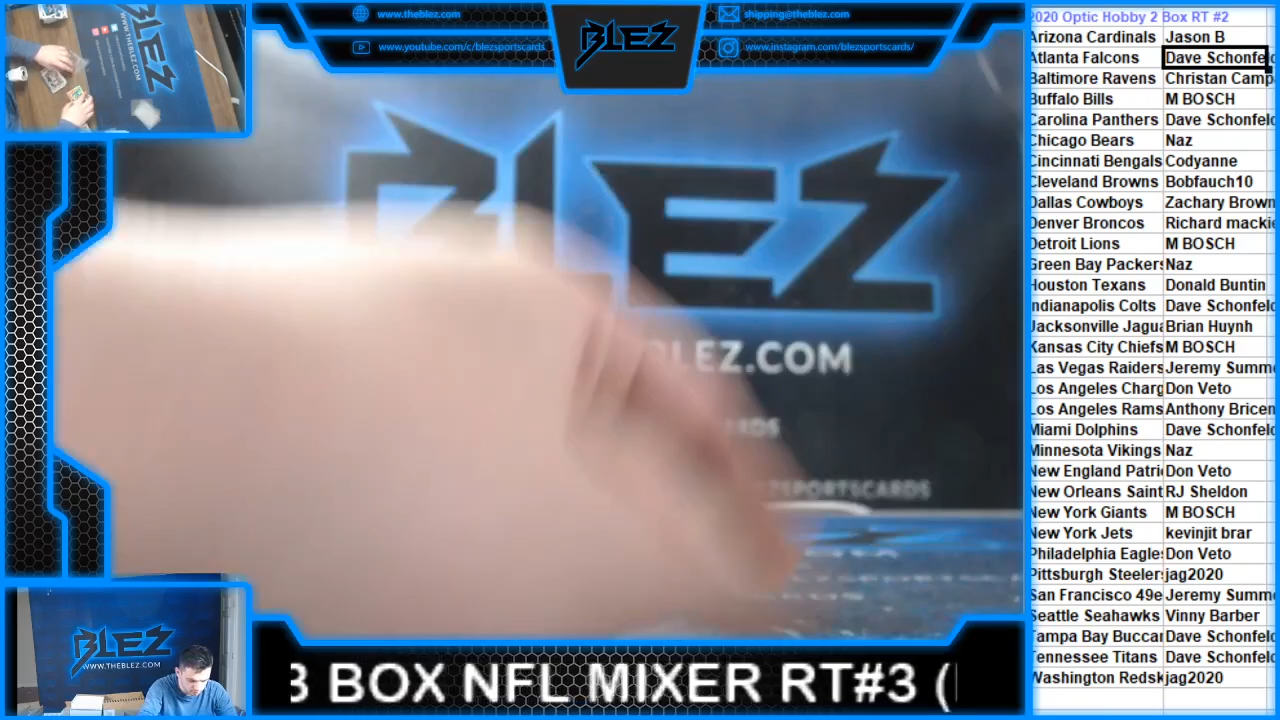 www.theblez.com
shipping@theblez.com
www.youtube.com/c/blezsportscards
www.instagram.com/blezsportscards/
BLEZ
BLEZ
BLEZ.COM
CARDS
BLEZSPORTSCARDS
BLEZ
WWW.THEBLEZ.COM
3 BOX NFL MIXER RT#3 (
2020 Optic Hobby 2 Box RT #2
Arizona Cardinals Jason B
Atlanta Falcons Dave Schonfeld
Baltimore Ravens Christan Camp
Buffalo Bills M BOSCH
Carolina Panthers Dave Schonfeld
Chicago Bears Naz
Cincinnati Bengals Codyanne
Cleveland Browns Bobfauch10
Dallas Cowboys Zachary Brown
Denver Broncos Richard mackie
Detroit Lions M BOSCH
Green Bay Packers Naz
Houston Texans Donald Buntin
Indianapolis Colts Dave Schonfeld
Jacksonville Jagua Brian Huynh
Kansas City Chiefs M BOSCH
Las Vegas Raiders Jeremy Summe
Los Angeles Charg Don Veto
Los Angeles Rams Anthony Bricen
Miami Dolphins Dave Schonfeld
Minnesota Vikings Naz
New England Patri Don Veto
New Orleans Saint RJ Sheldon
New York Giants M BOSCH
New York Jets kevinjit brar
Philadelphia Eagle Don Veto
Pittsburgh Steelers jag2020
San Francisco 49e Jeremy Summe
Seattle Seahawks Vinny Barber
Tampa Bay Buccar Dave Schonfeld
Tennessee Titans Dave Schonfeld
Washington Redsk jag2020